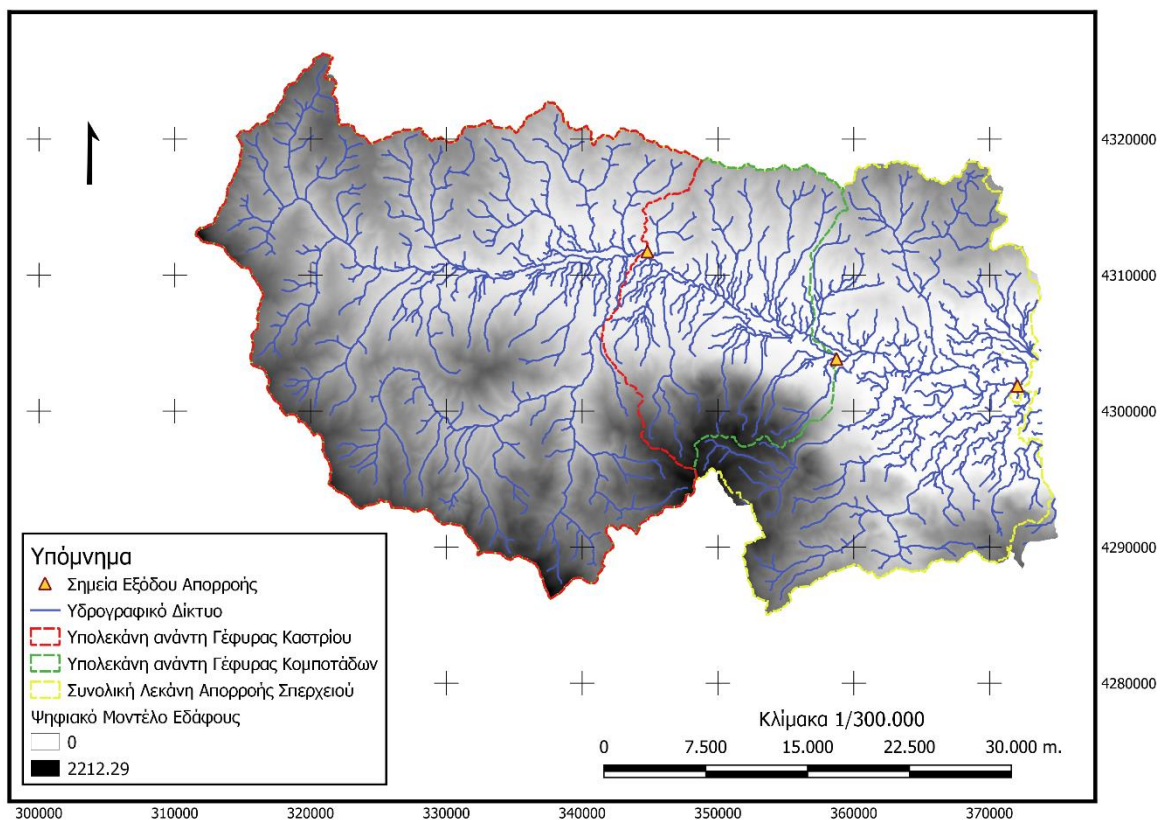 4320000
4310000
4300000
4290000
4280000
Υπόμνημα
Σημεία Εξόδου Απορροής
Υδρογραφικό Δίκτυο
Υπολεκάνη ανάντη Γέφυρας Καστρίου
Υπολεκάνη ανάντη Γέφυρας Κομποτάδων
Συνολική Λεκάνη Απορροής Σπερχειού
Ψηφιακό Μοντέλο Εδάφους
0
2212.29
Κλίμακα 1/300.000
0 7.500 15.000 22.500 30.000 m.
300000 310000 320000 330000 340000 350000 360000 370000